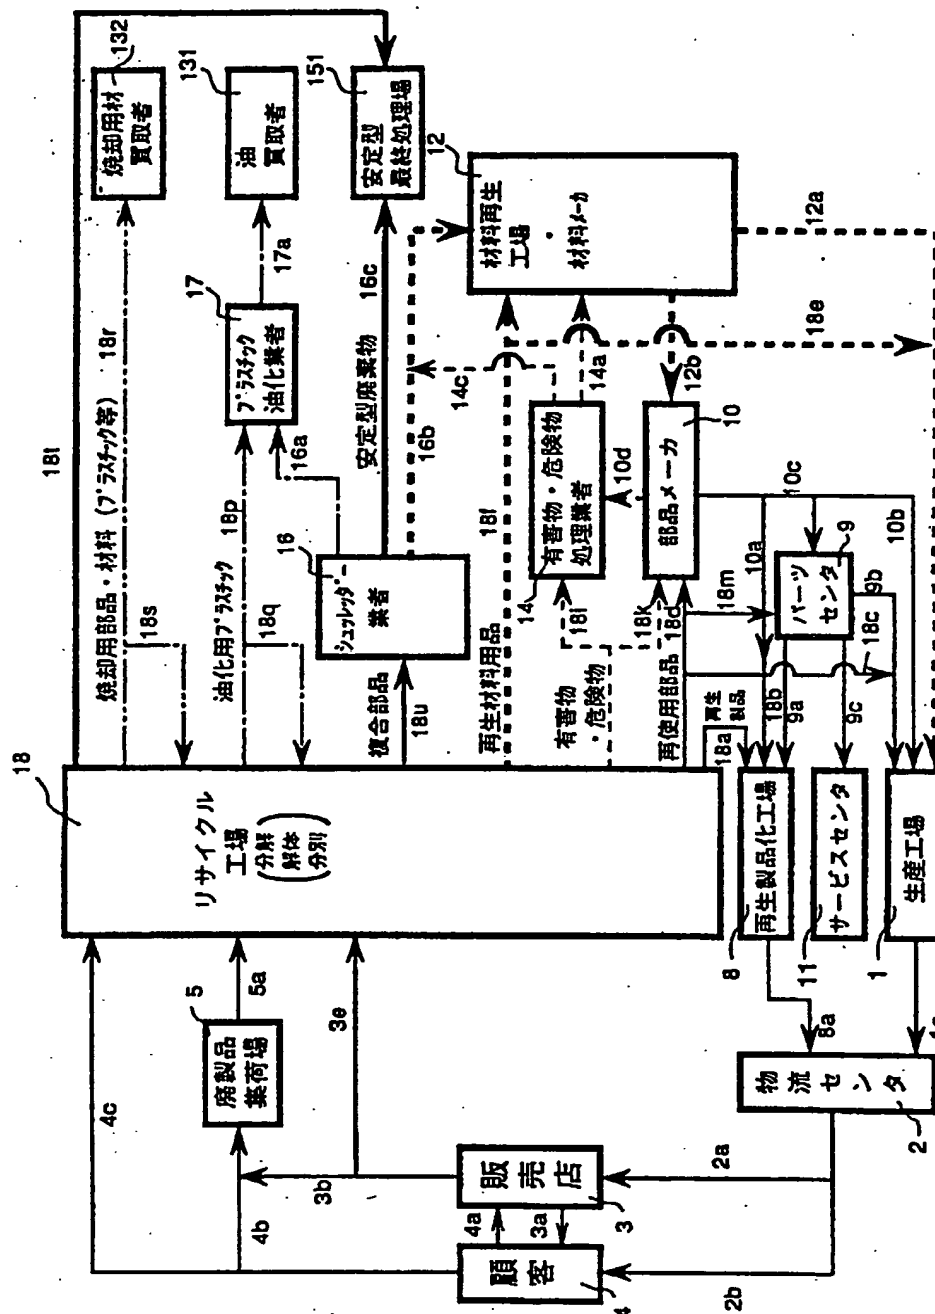 18
リサイクル
工場
分解
解体
分別
18t
焼却用部品・材料(プラスチック等)
18r
18s
焼却用材
買取者
132
油化用プラスチック
18p
18q
17
プラスチック
油化業者
17a
油
買取者
131
16a
16
シュレッダー
業者
複合部品
18u
安定型廃棄物
16c
16b
安定型
最終処理場
151
再生材料用品
18f
12
材料再生
工場
・
材料メーカ
12a
12b
18e
有害物
・危険物
18i
18k
14
有害物・危険物
処理業者
14c
14a
10d
部品メーカ
10
再使用部品
18d
18m
10a
10c
10b
パーツ
センタ
9
9b
18c
18b
9a
9c
再生
製品
18a
再生製品化工場
8
8a
サービスセンタ
11
生産工場
1
物流センタ
2
2a
2b
販売店
3
3a
4a
3b
3e
顧客
4b
4c
廃製品
集荷場
5
5a